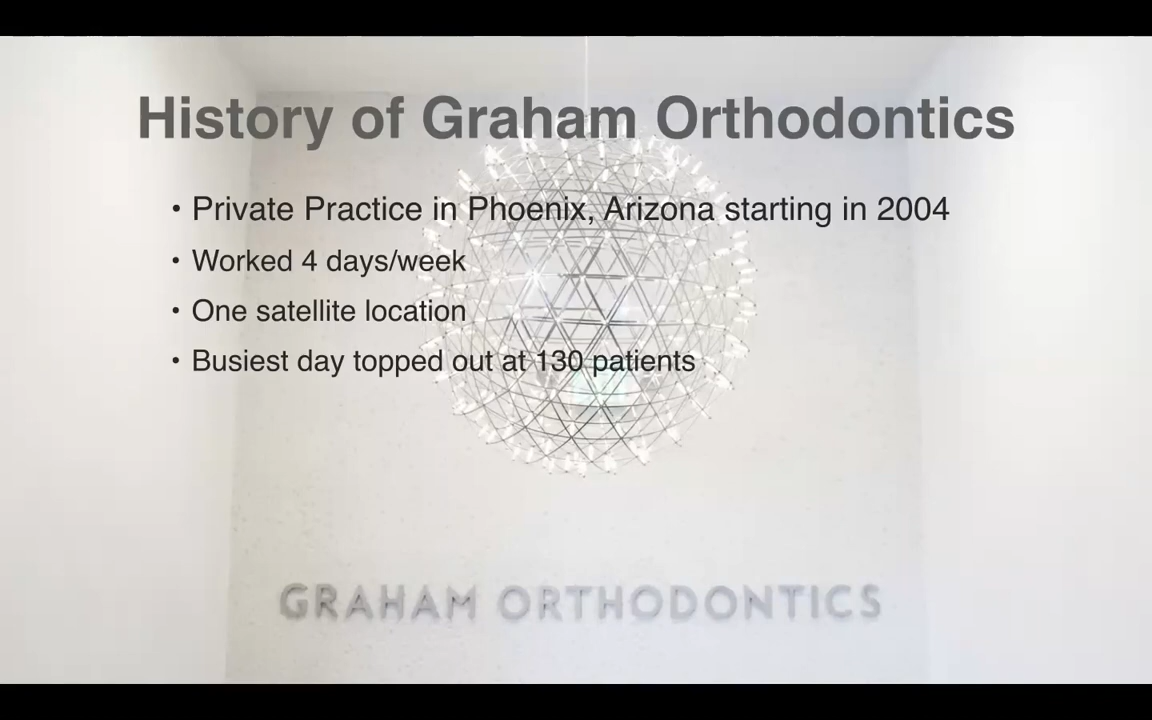 History of Graham Orthodontics
• Private Practice in Phoenix, Arizona starting in 2004
• Worked 4 days/week
• One satellite location
• Busiest day topped out at 130 patients
GRAHAM ORTHODONTICS